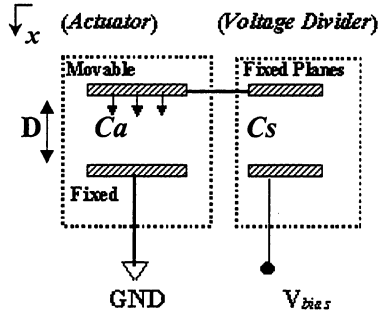 x (Actuator) (Voltage Divider)
Movable Fixed Planes
D Ca Cs
Fixed
GND Vbias